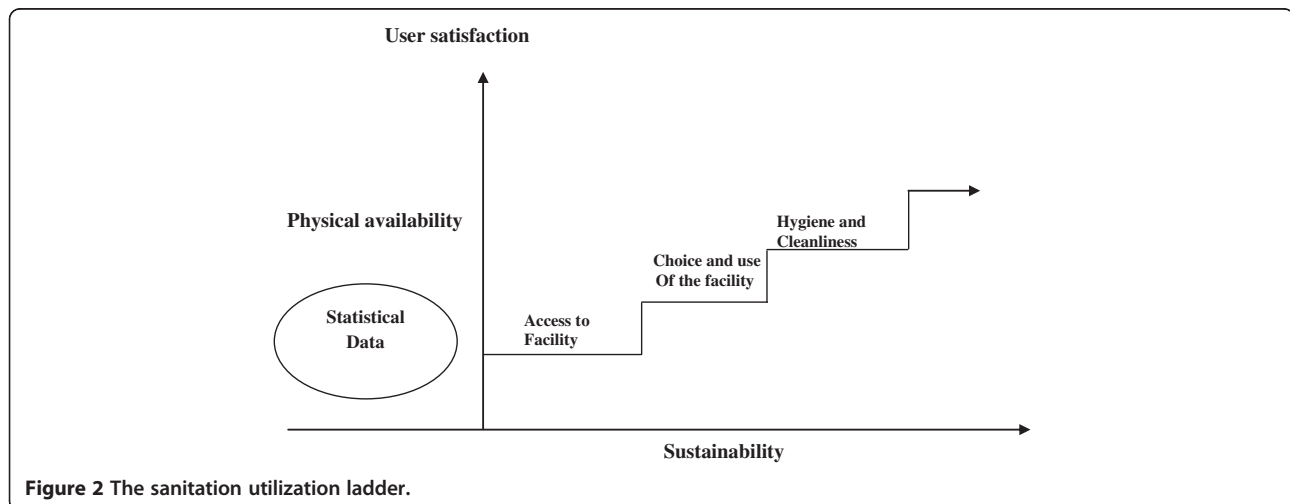 User satisfaction
Physical availability
Hygiene and
Cleanliness
Choice and use
Of the facility
Statistical
Data
Access to
Facility
Sustainability
Figure 2 The sanitation utilization ladder.